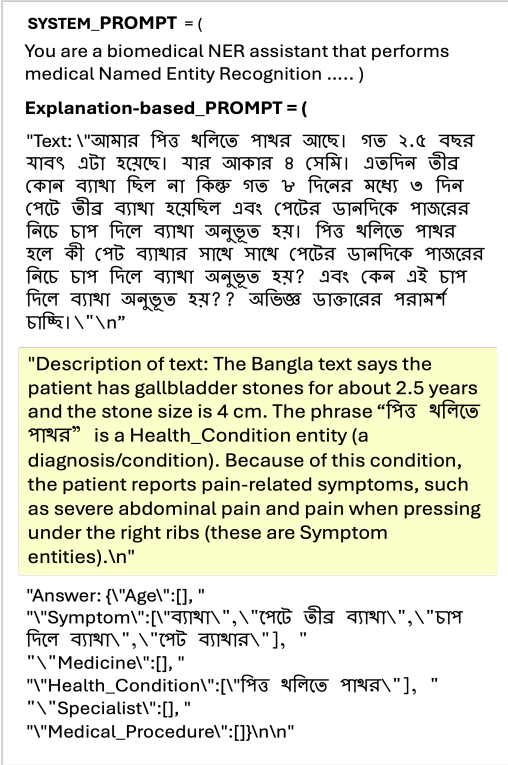 SYSTEM_PROMPT = (
You are a biomedical NER assistant that performs
medical Named Entity Recognition ..... )
Explanation-based_PROMPT = (
"Text: \"আমার পিত্ত থলিতে পাথর আছে। গত ২.৫ বছর
যাবৎ এটা হয়েছে। যার আকার ৪ সেমি। এতদিন তীব্র
কোন ব্যাথা ছিল না কিন্তু গত ৮ দিনের মধ্যে ৩ দিন
পেটে তীব্র ব্যাথা হয়েছিল এবং পেটের ডানদিকে পাজরের
নিচে চাপ দিলে ব্যাথা অনুভূত হয়। পিত্ত থলিতে পাথর
হলে কী পেট ব্যাথার সাথে সাথে পেটের ডানদিকে পাজরের
নিচে চাপ দিলে ব্যাথা অনুভূত হয়? এবং কেন এই চাপ
দিলে ব্যাথা অনুভূত হয়?? অভিজ্ঞ ডাক্তারের পরামর্শ
চাচ্ছি।\"\n”
"Description of text: The Bangla text says the
patient has gallbladder stones for about 2.5 years
and the stone size is 4 cm. The phrase “পিত্ত থলিতে
পাথর” is a Health_Condition entity (a
diagnosis/condition). Because of this condition,
the patient reports pain-related symptoms, such
as severe abdominal pain and pain when pressing
under the right ribs (these are Symptom
entities).\n"
"Answer: {\"Age\":[], "
"\"Symptom\":[\"ব্যাথা\",\"পেটে তীব্র ব্যাথা\",\"চাপ
দিলে ব্যাথা\",\"পেট ব্যাথার\"], "
"\"Medicine\":[], "
"\"Health_Condition\":[\"পিত্ত থলিতে পাথর\"], "
"\"Specialist\":[], "
"\"Medical_Procedure\":[]}\n\n"